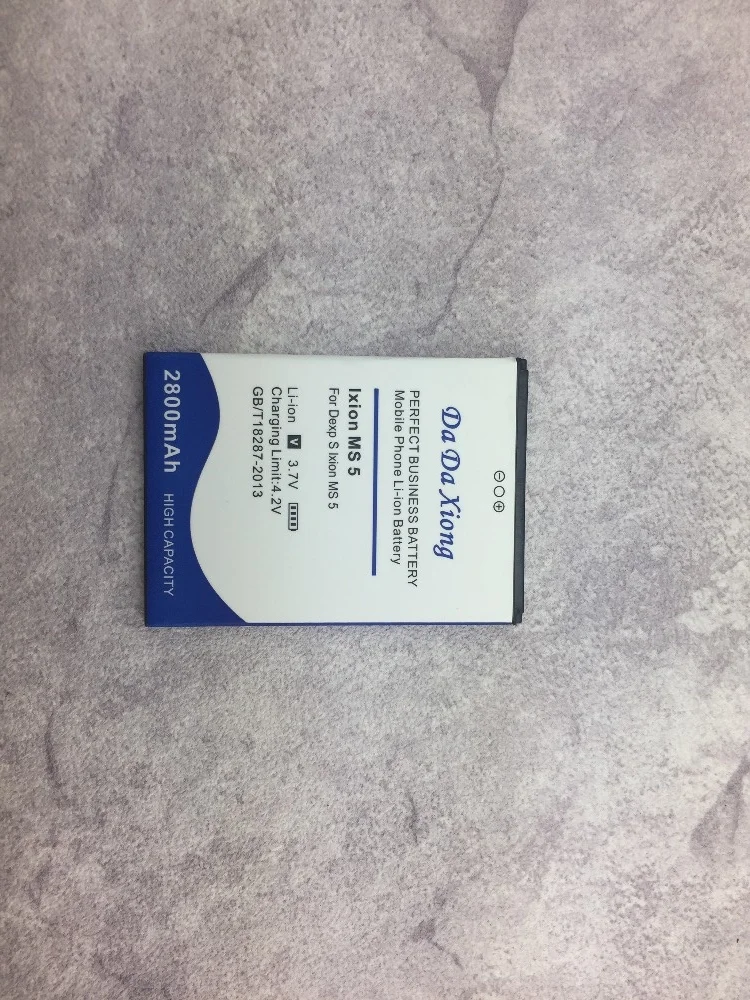 ⊖○⊕
Da Da Xiong
PERFECT BUSINESS BATTERY
Mobile Phone Li-ion Battery
Ixion MS 5
For Dexp S Ixion MS 5
Li-ion V 3.7V
Charging Limit:4.2V
GB/T18287-2013
2800mAh HIGH CAPACITY